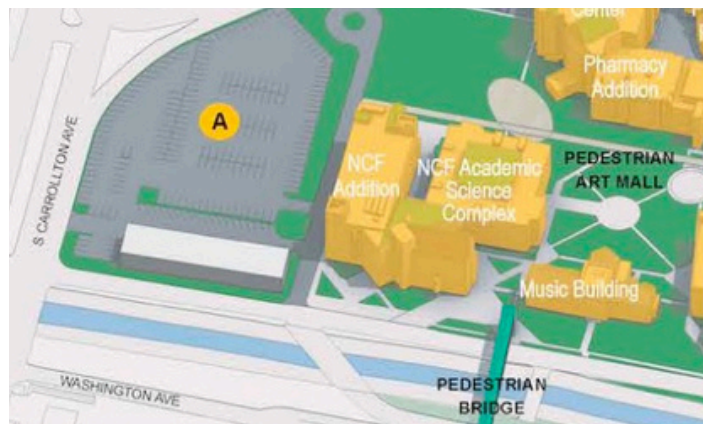 Center
Pharmacy
Addition
A
S CARROLLTON AVE
NCF
Addition
NCF Academic
Science
Complex
PEDESTRIAN
ART MALL
Music Building
WASHINGTON AVE
PEDESTRIAN
BRIDGE